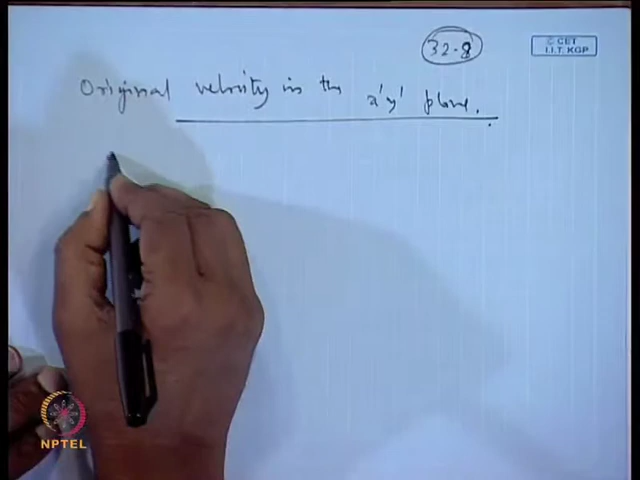 32-8
© CET
I.I.T. KGP
Original velocity in the x'y' plane.
NPTEL